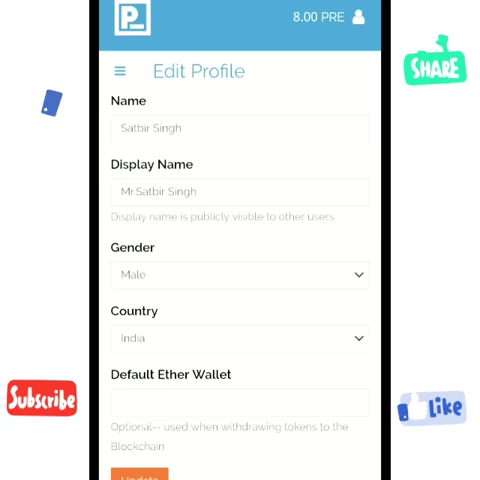 P_
8.00 PRE
SHARE
Edit Profile
Name
Satbir Singh
Display Name
Mr.Satbir Singh
Display name is publicly visible to other users
Gender
Male
Country
India
Default Ether Wallet
Subscribe
Like
Optional-- used when withdrawing tokens to the
Blockchain
Update